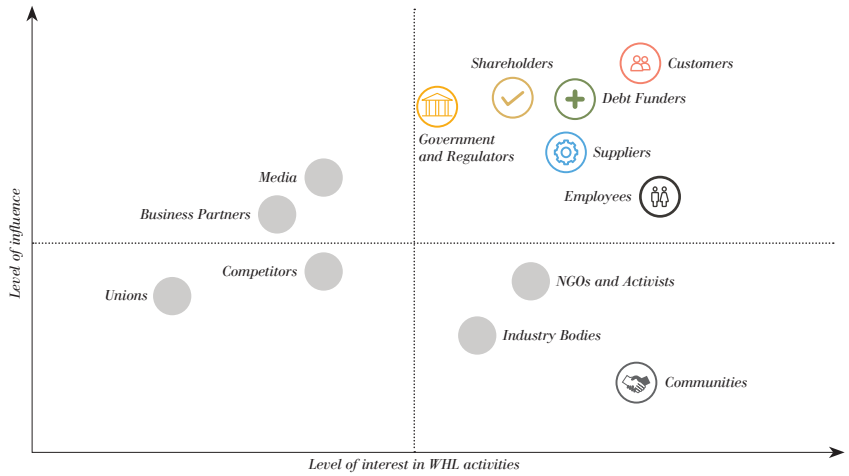 Shareholders
Customers
Debt Funders
Government
and Regulators
Suppliers
Media
Employees
Business Partners
Level of influence
Competitors
NGOs and Activists
Unions
Industry Bodies
Communities
Level of interest in WHL activities